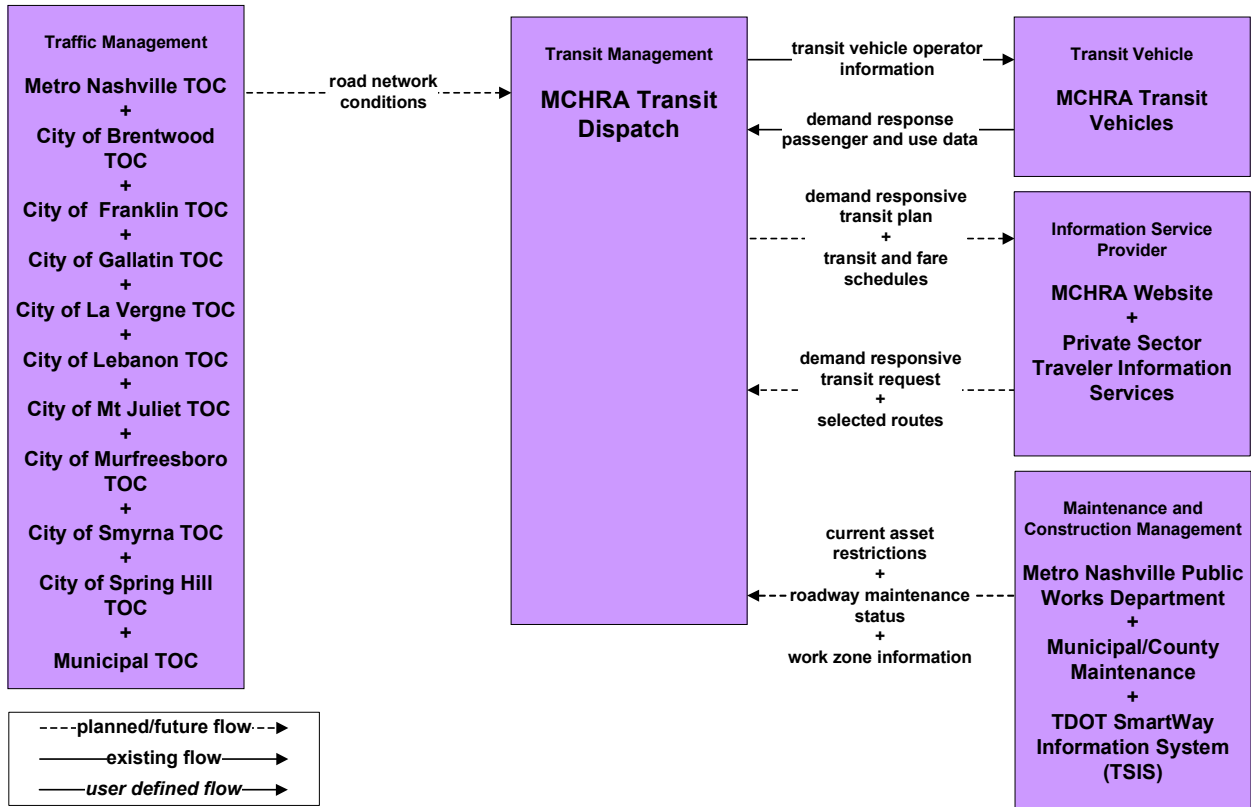 Traffic Management
Metro Nashville TOC
+
City of Brentwood
TOC
+
City of Franklin TOC
+
City of Gallatin TOC
+
City of La Vergne TOC
+
City of Lebanon TOC
+
City of Mt Juliet TOC
+
City of Murfreesboro
TOC
+
City of Smyrna TOC
+
City of Spring Hill
TOC
+
Municipal TOC
road network
conditions
Transit Management
MCHRA Transit
Dispatch
transit vehicle operator
information
demand response
passenger and use data
demand responsive
transit plan
+
transit and fare
schedules
demand responsive
transit request
+
selected routes
current asset
restrictions
+
roadway maintenance
status
+
work zone information
Transit Vehicle
MCHRA Transit
Vehicles
Information Service
Provider
MCHRA Website
+
Private Sector
Traveler Information
Services
Maintenance and
Construction Management
Metro Nashville Public
Works Department
+
Municipal/County
Maintenance
+
TDOT SmartWay
Information System
(TSIS)
planned/future flow
existing flow
user defined flow